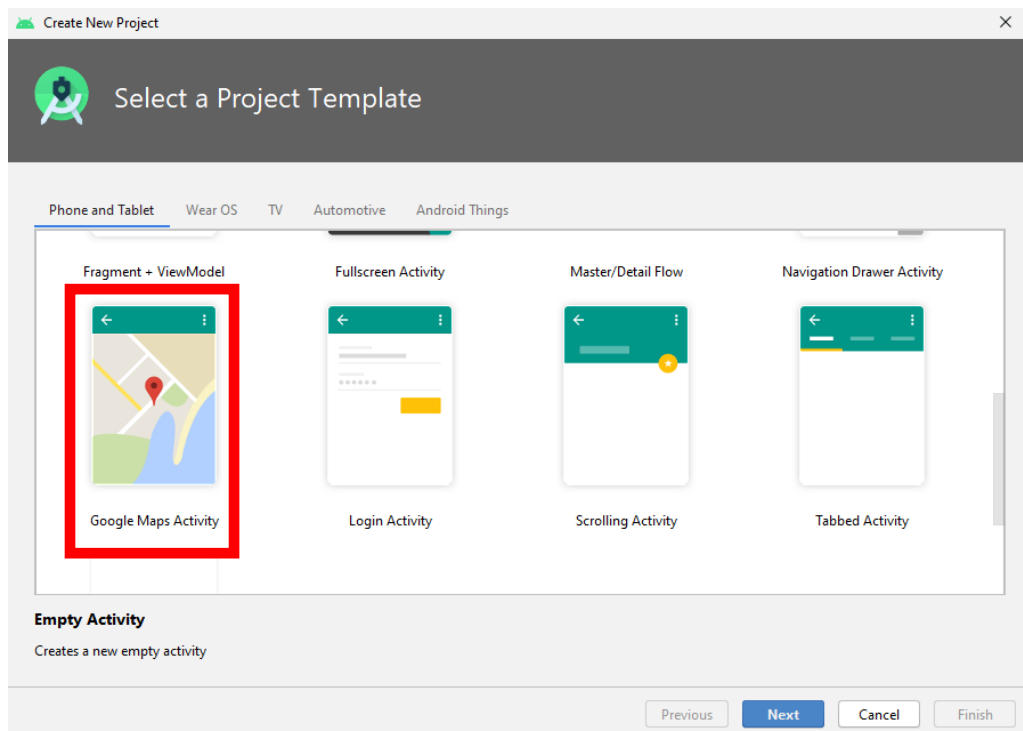 Create New Project
Select a Project Template
Phone and Tablet Wear OS TV Automotive Android Things
Fragment + ViewModel Fullscreen Activity Master/Detail Flow Navigation Drawer Activity
Google Maps Activity Login Activity Scrolling Activity Tabbed Activity
Empty Activity
Creates a new empty activity
Previous Next Cancel Finish